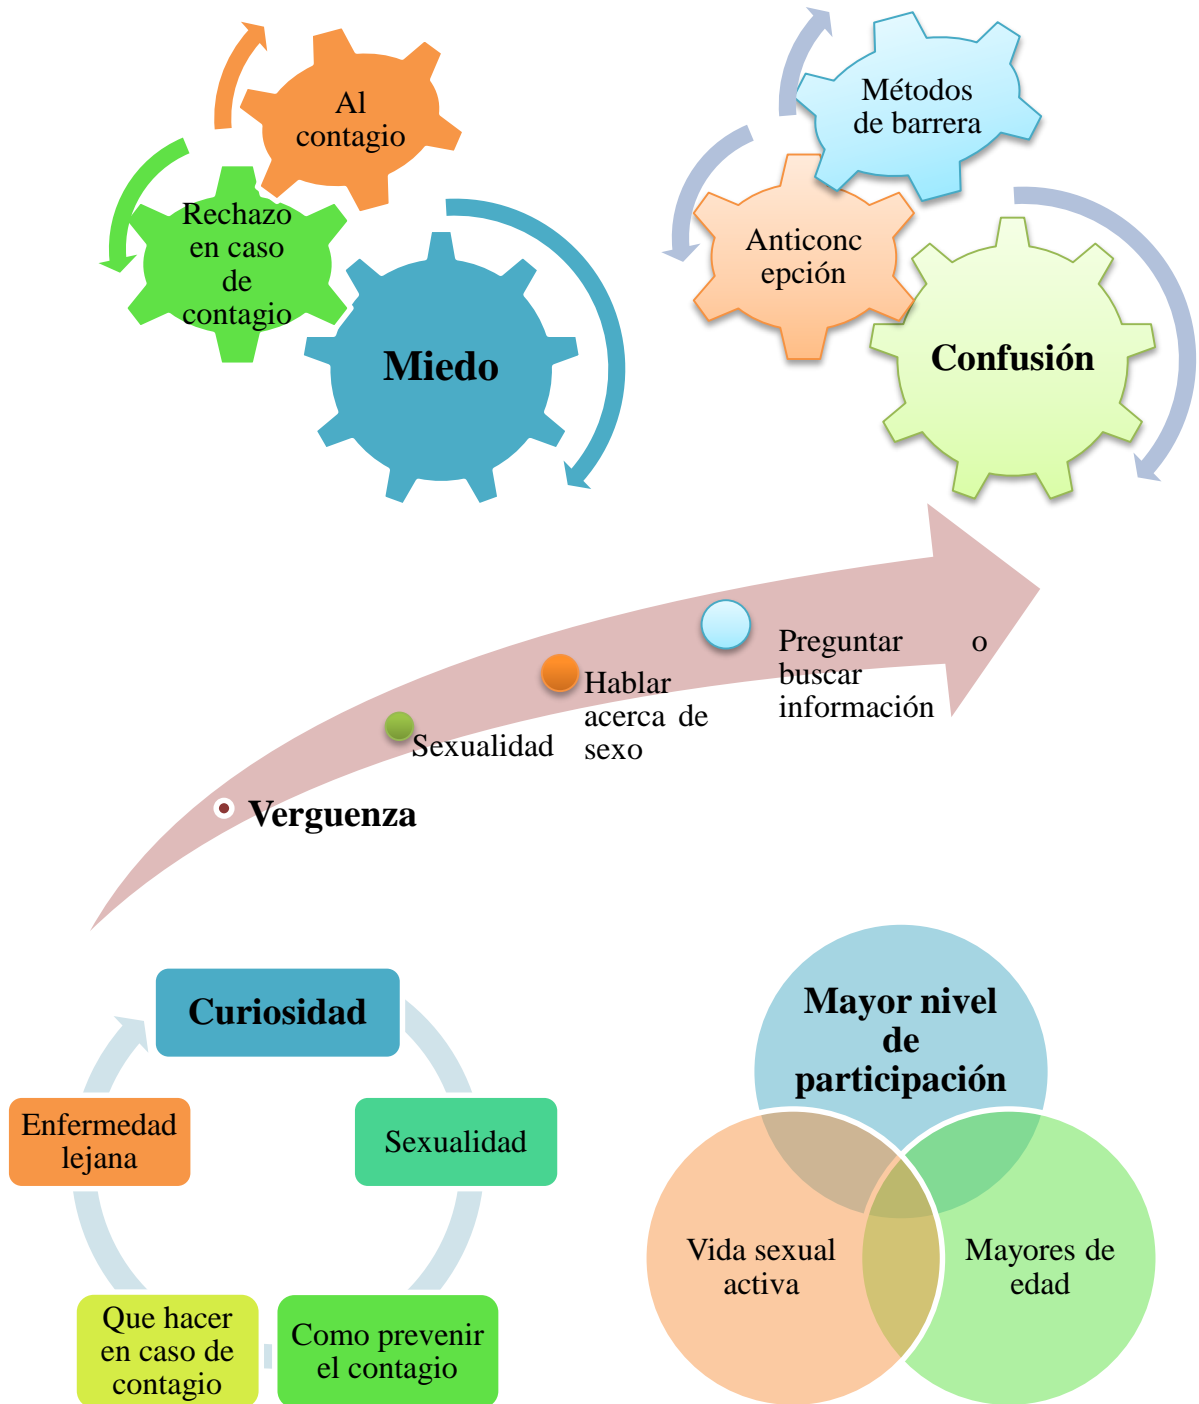 Al
contagio
Rechazo
en caso
de
contagio
Miedo
Métodos
de barrera
Anticonc
epción
Confusión
Preguntar o
buscar
información
Hablar
acerca de
sexo
Sexualidad
Verguenza
Curiosidad
Sexualidad
Como prevenir
el contagio
Que hacer
en caso de
contagio
Enfermedad
lejana
Mayor nivel
de
participación
Vida sexual
activa
Mayores de
edad